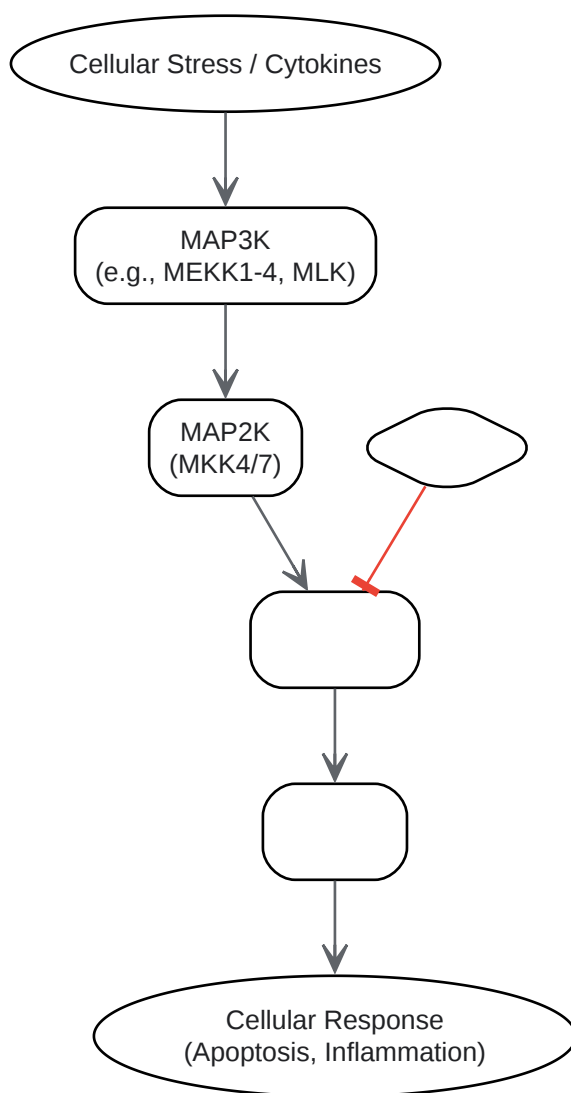 Cellular Stress / Cytokines
MAP3K
(e.g., MEKK1-4, MLK)
MAP2K
(MKK4/7)
Cellular Response
(Apoptosis, Inflammation)